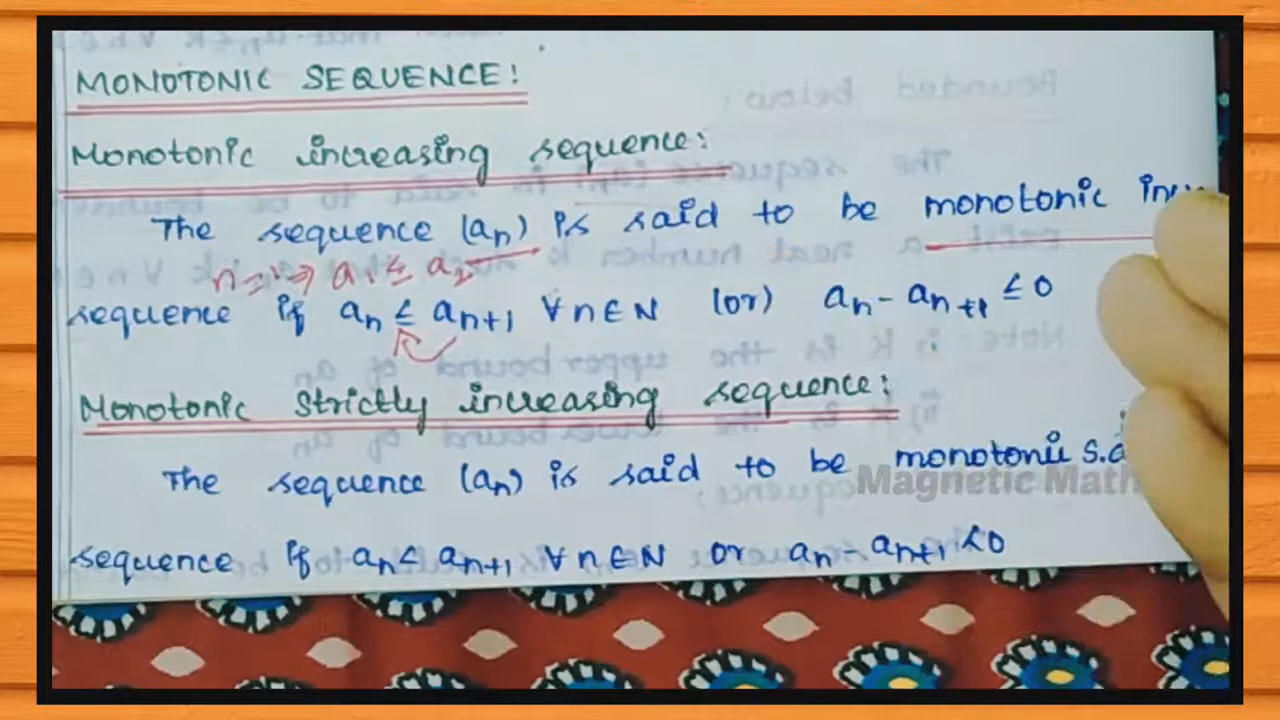 MONOTONIC SEQUENCE:
Monotonic increasing sequence:
The sequence (aₙ) is said to be monotonic
n=1⇒ a₁ ≤ a₂
sequence if aₙ ≤ aₙ₊₁ ∀ n ∈ N (or) aₙ - aₙ₊₁ ≤ 0
Monotonic strictly increasing sequence:
The sequence (aₙ) is said to be monotonic
Magnetic Math
sequence if aₙ < aₙ₊₁ ∀ n ∈ N or aₙ - aₙ₊₁ < 0